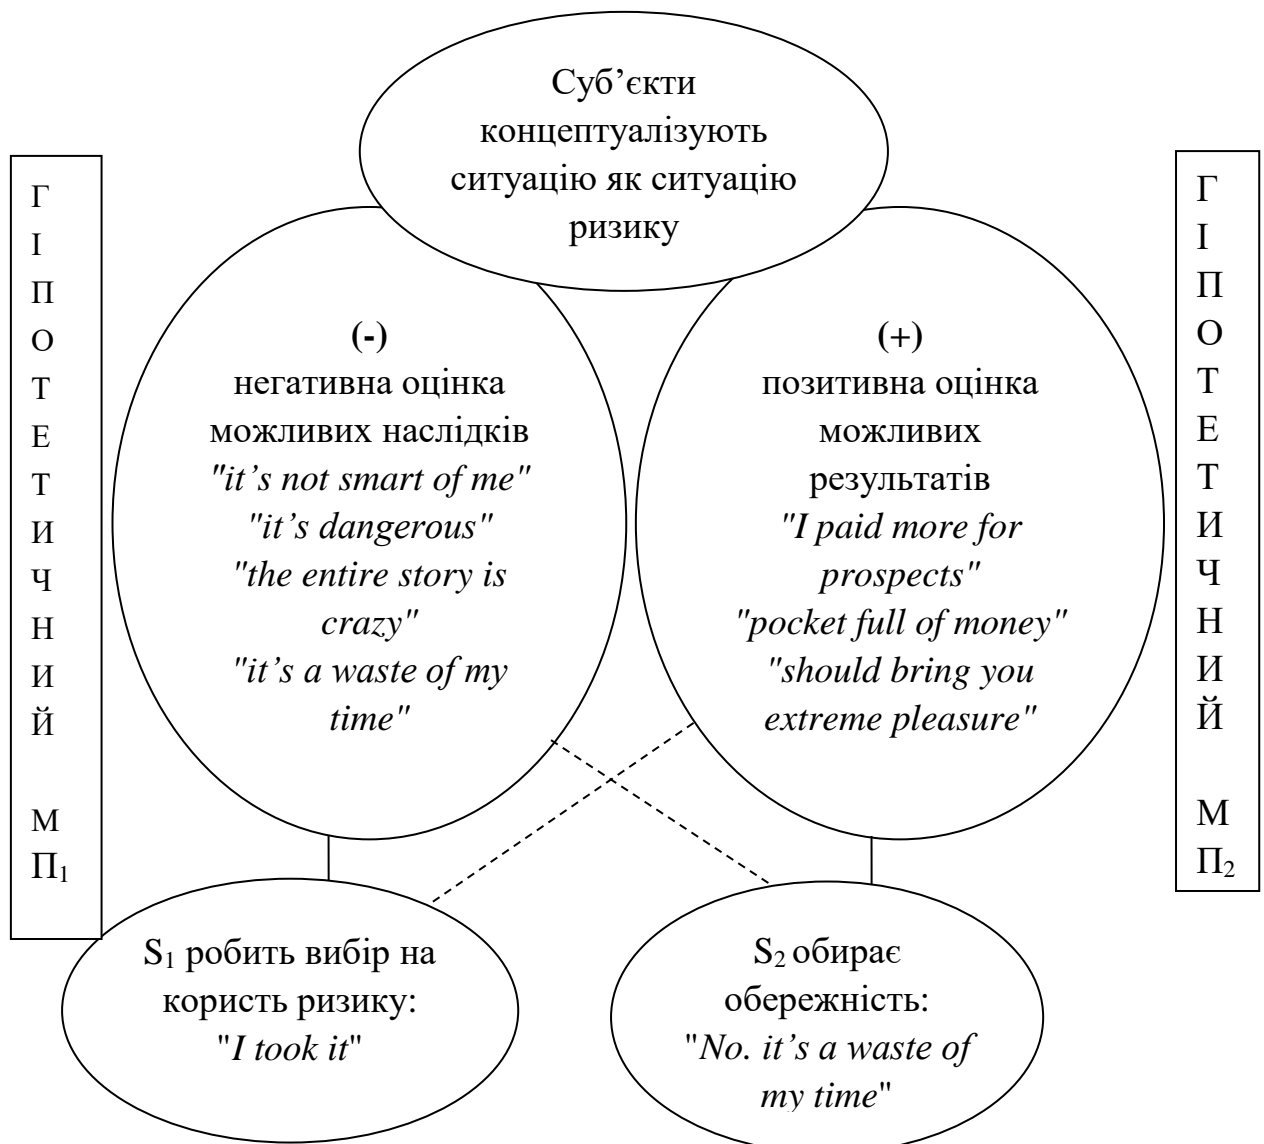 Суб’єкти
концептуалізують
ситуацію як ситуацію
ризику
Г
І
П
О
Т
Е
Т
И
Ч
Н
И
Й
М
П₁
(-)
негативна оцінка
можливих наслідків
"it’s not smart of me"
"it’s dangerous"
"the entire story is
crazy"
"it’s a waste of my
time"
(+)
позитивна оцінка
можливих
результатів
"I paid more for
prospects"
"pocket full of money"
"should bring you
extreme pleasure"
Г
І
П
О
Т
Е
Т
И
Ч
Н
И
Й
М
П₂
S₁ робить вибір на
користь ризику:
"I took it"
S₂ обирає
обережність:
"No. it’s a waste of
my time"